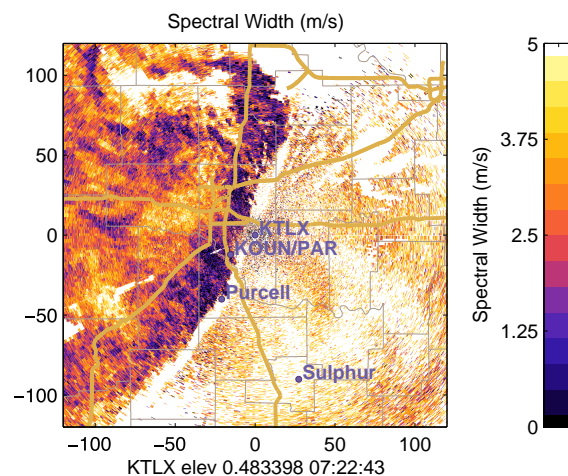 Spectral Width (m/s)
100
50
0
−50
−100
−100
−50
0
50
100
KTLX
KOUN/PAR
Purcell
Sulphur
KTLX elev 0.483398 07:22:43
5
3.75
2.5
1.25
0
Spectral Width (m/s)